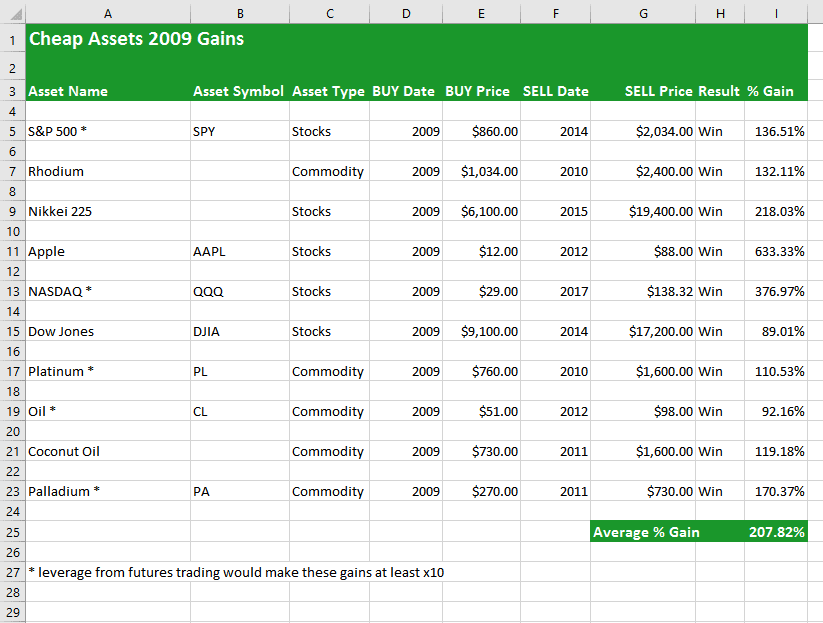 A B C D E F G H I
1 Cheap Assets 2009 Gains
2
3 Asset Name Asset Symbol Asset Type BUY Date BUY Price SELL Date SELL Price Result % Gain
4
5 S&P 500 * SPY Stocks 2009 $860.00 2014 $2,034.00 Win 136.51%
6
7 Rhodium Commodity 2009 $1,034.00 2010 $2,400.00 Win 132.11%
8
9 Nikkei 225 Stocks 2009 $6,100.00 2015 $19,400.00 Win 218.03%
10
11 Apple AAPL Stocks 2009 $12.00 2012 $88.00 Win 633.33%
12
13 NASDAQ * QQQ Stocks 2009 $29.00 2017 $138.32 Win 376.97%
14
15 Dow Jones DJIA Stocks 2009 $9,100.00 2014 $17,200.00 Win 89.01%
16
17 Platinum * PL Commodity 2009 $760.00 2010 $1,600.00 Win 110.53%
18
19 Oil * CL Commodity 2009 $51.00 2012 $98.00 Win 92.16%
20
21 Coconut Oil Commodity 2009 $730.00 2011 $1,600.00 Win 119.18%
22
23 Palladium * PA Commodity 2009 $270.00 2011 $730.00 Win 170.37%
24
25 Average % Gain 207.82%
26
27 * leverage from futures trading would make these gains at least x10
28
29